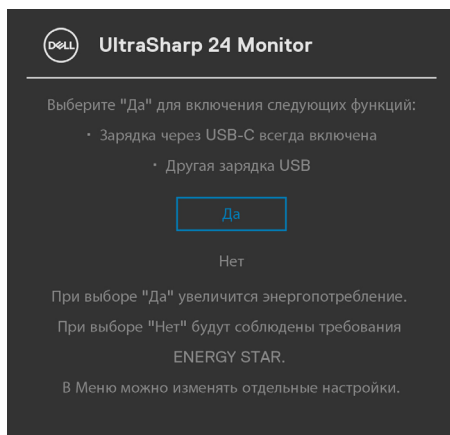 DELL UltraSharp 24 Monitor
Выберите "Да" для включения следующих функций:
· Зарядка через USB-C всегда включена
· Другая зарядка USB
Да
Нет
При выборе "Да" увеличится энергопотребление.
При выборе "Нет" будут соблюдены требования
ENERGY STAR.
В Меню можно изменять отдельные настройки.